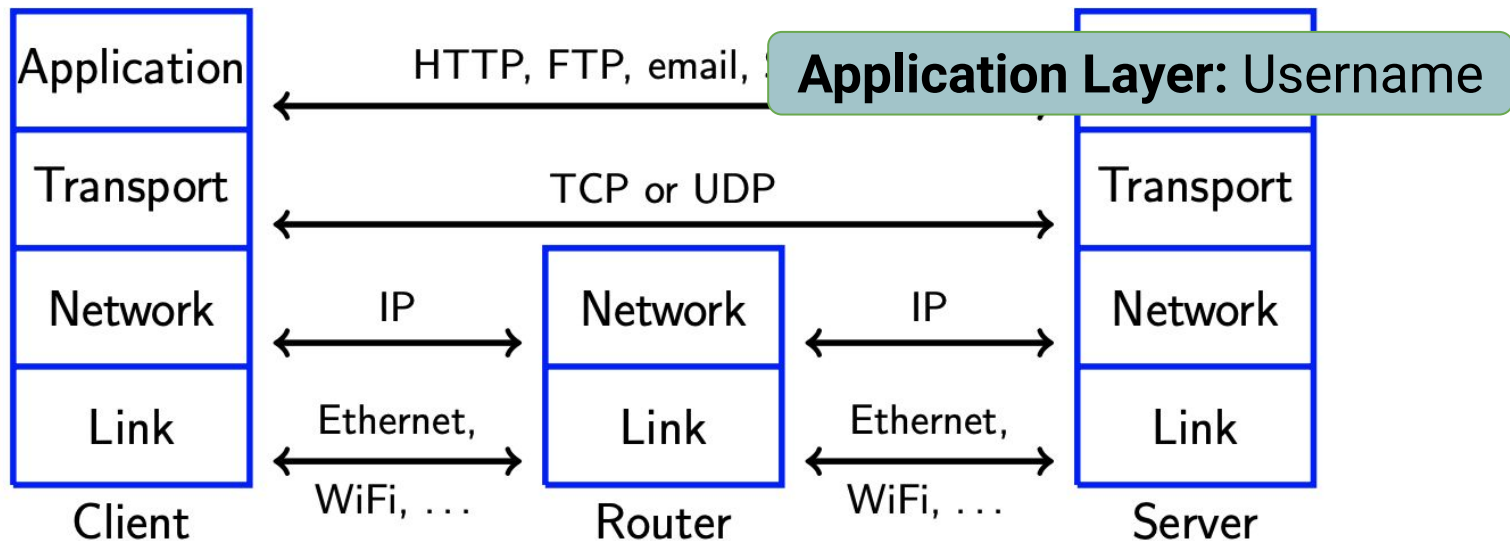 Application
HTTP, FTP, email,
Application Layer: Username
Transport
TCP or UDP
Transport
Network
IP
Network
IP
Network
Link
Ethernet,
WiFi, ...
Link
Ethernet,
WiFi, ...
Link
Client
Router
Server